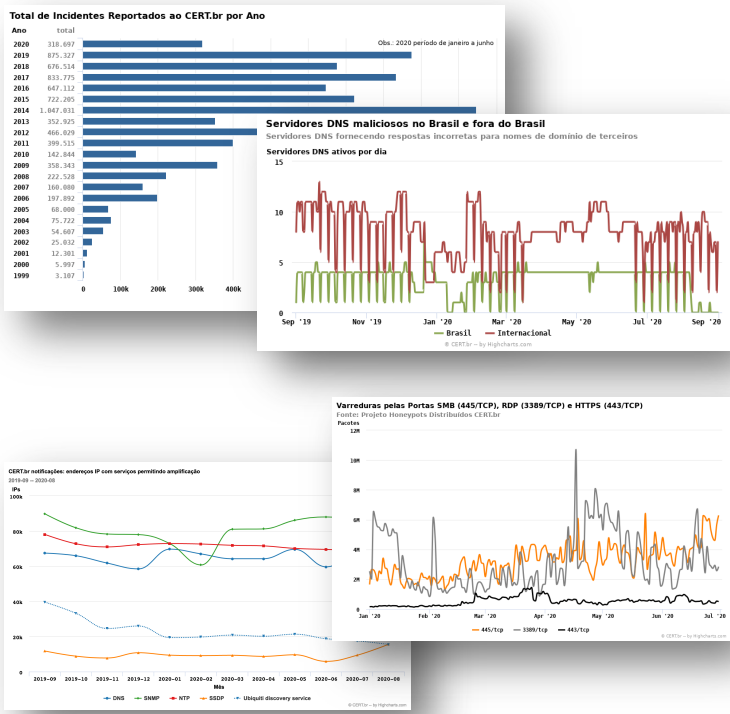 Total de Incidentes Reportados ao CERT.br por Ano
Ano total
Obs.: 2020 período de janeiro a junho
2020 318.697
2019 875.327
2018 676.514
2017 833.775
2016 647.112
2015 722.205
2014 1.047.031
2013 352.925
2012 466.029
2011 399.515
2010 142.844
2009 358.343
2008 222.528
2007 160.080
2006 197.892
2005 68.000
2004 75.722
2003 54.607
2002 25.032
2001 12.301
2000 5.997
1999 3.107
0 100k 200k 300k 400k
Servidores DNS maliciosos no Brasil e fora do Brasil
Servidores DNS fornecendo respostas incorretas para nomes de domínio de terceiros
Servidores DNS ativos por dia
15
10
5
0
Sep '19 Nov '19 Jan '20 Mar '20 May '20 Jul '20 Sep '20
Brasil Internacional
© CERT.br — by Highcharts.com
Varreduras pelas Portas SMB (445/TCP), RDP (3389/TCP) e HTTPS (443/TCP)
Fonte: Projeto Honeypots Distribuídos CERT.br
Pacotes
12M
10M
8M
6M
4M
2M
0
Jan '20 Feb '20 Mar '20 Apr '20 May '20 Jun '20 Jul '20
445/tcp 3389/tcp 443/tcp
© CERT.br — by Highcharts.com
CERT.br notificações: endereços IP com serviços permitindo amplificação
2019-09 — 2020-08
IPs
100k
80k
60k
40k
20k
0
2019-09 2019-10 2019-11 2019-12 2020-01 2020-02 2020-03 2020-04 2020-05 2020-06 2020-07 2020-08
Mês
DNS SNMP NTP SSDP Ubiquiti discovery service
© CERT.br — by Highcharts.com